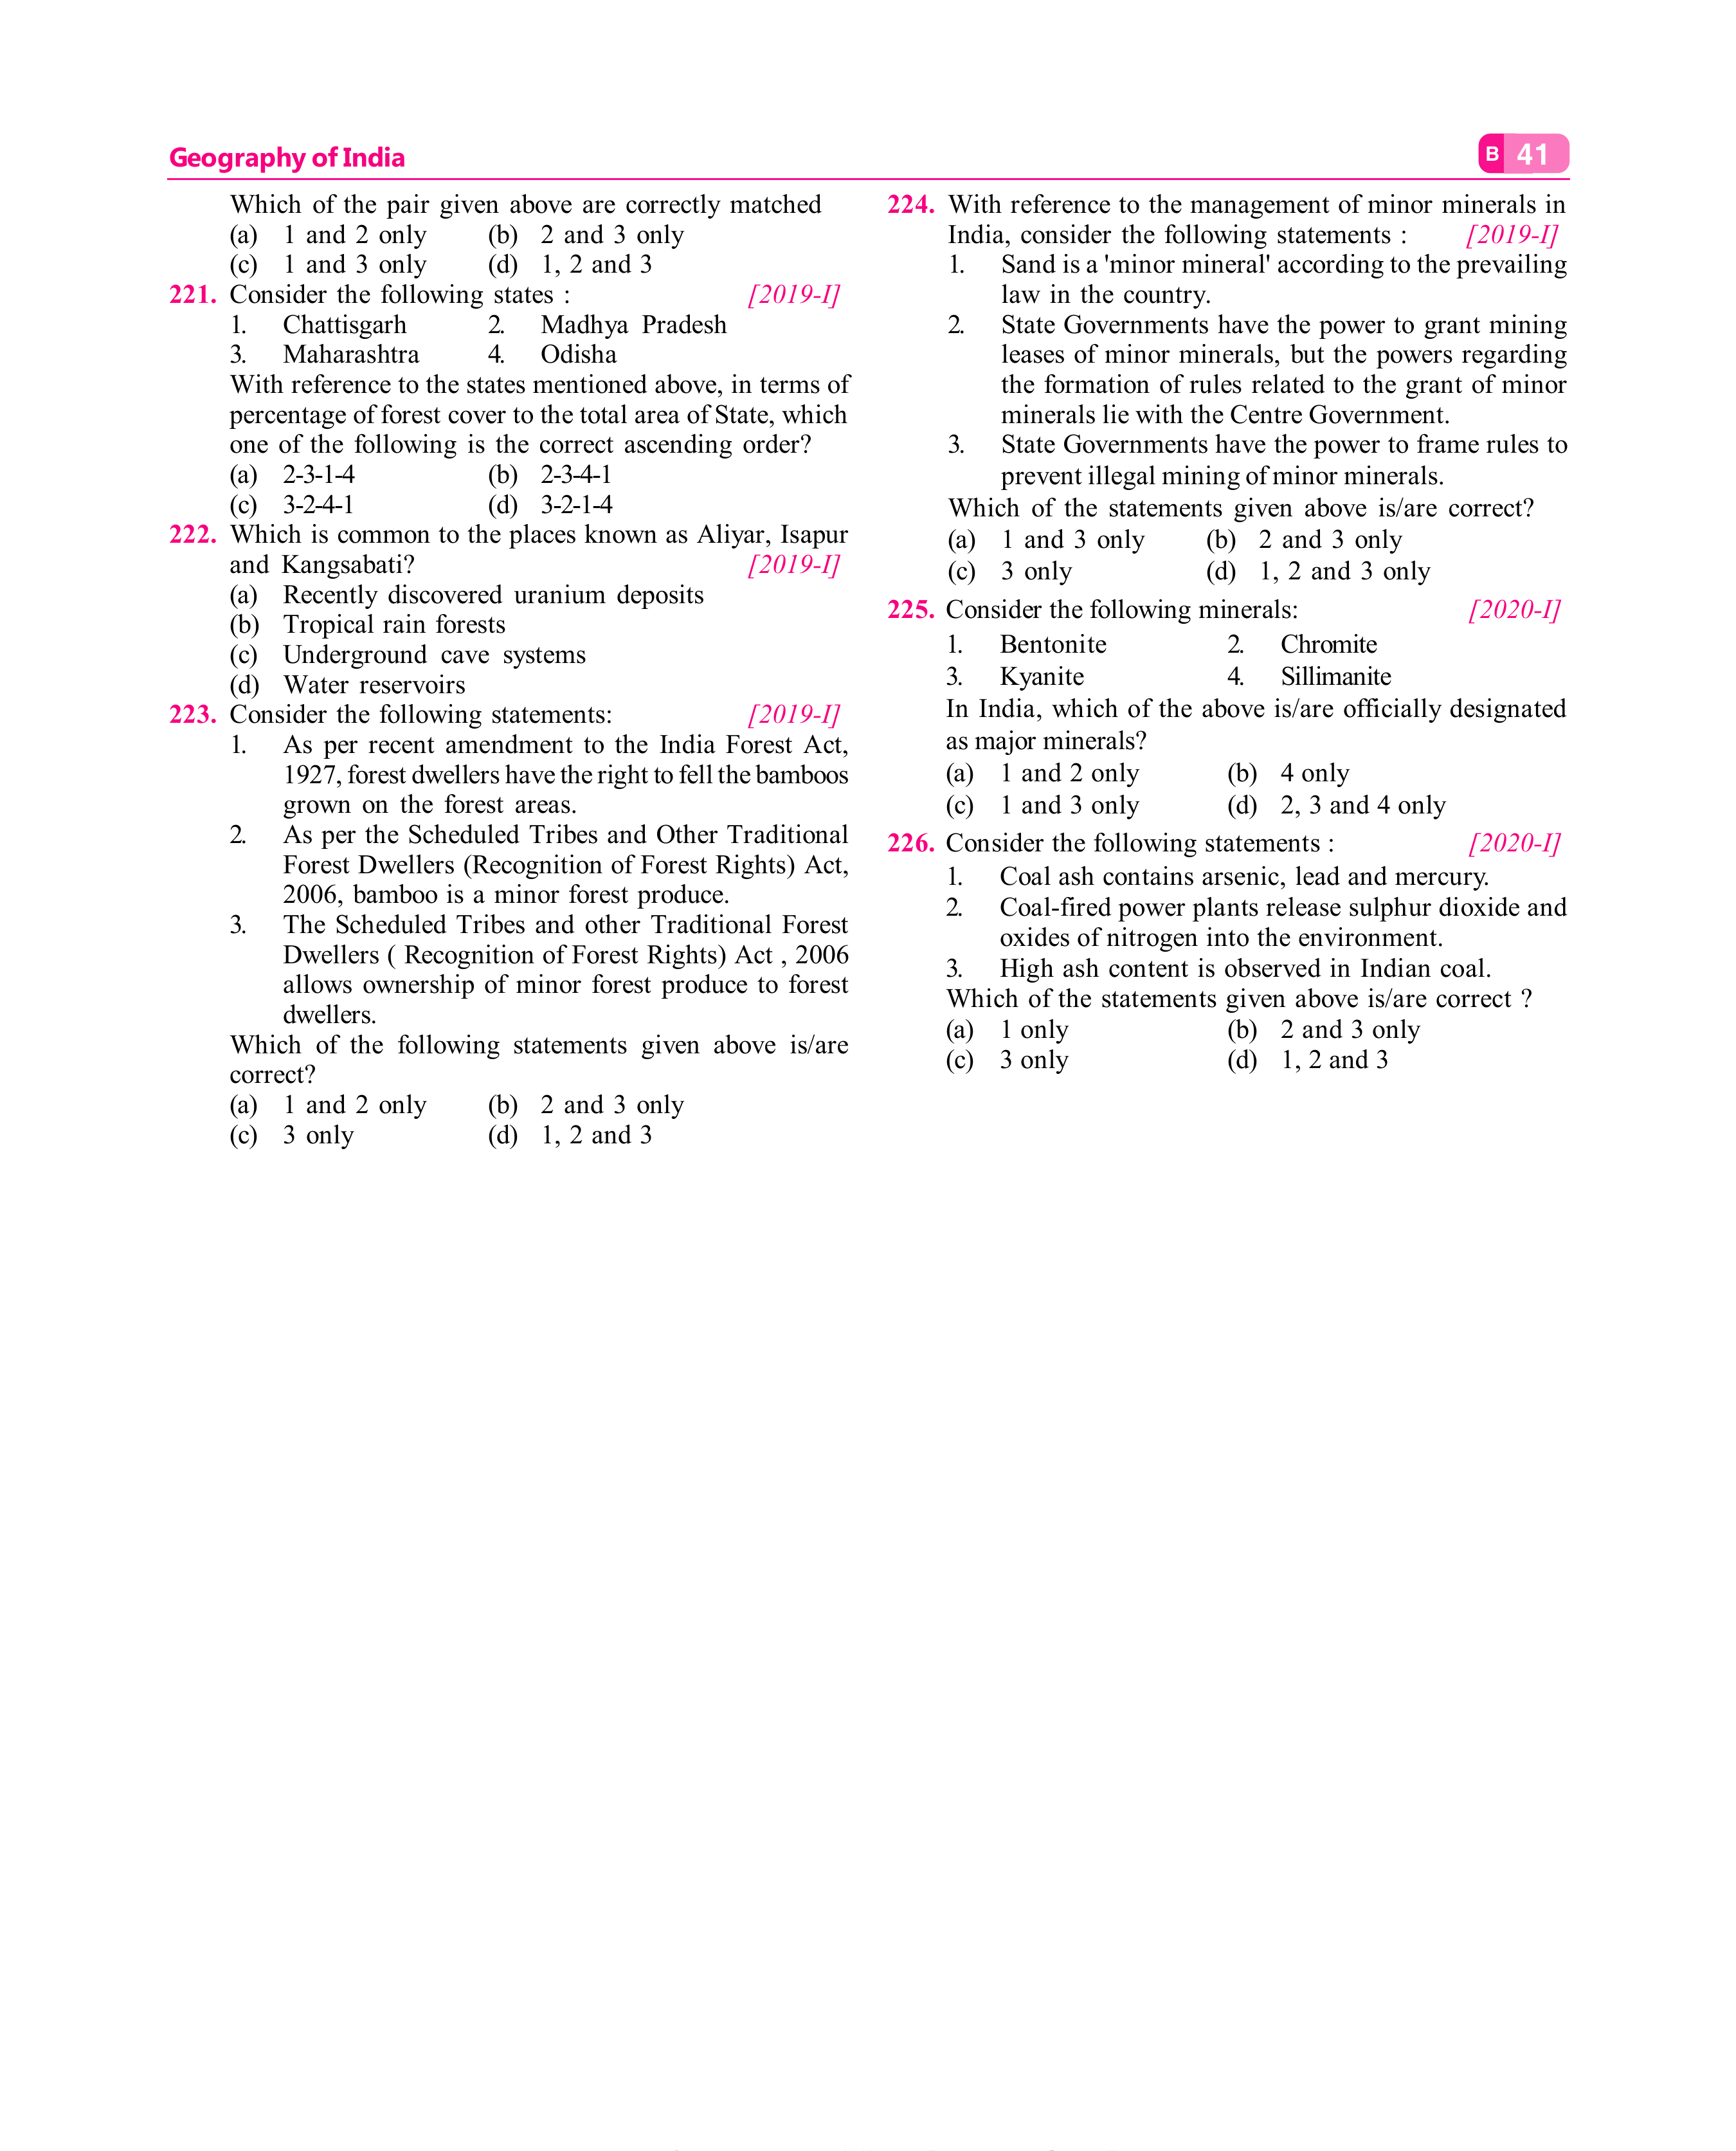 Geography of India
B 41
Which of the pair given above are correctly matched
(a) 1 and 2 only (b) 2 and 3 only
(c) 1 and 3 only (d) 1, 2 and 3
221. Consider the following states : [2019-I]
1. Chattisgarh 2. Madhya Pradesh
3. Maharashtra 4. Odisha
With reference to the states mentioned above, in terms of
percentage of forest cover to the total area of State, which
one of the following is the correct ascending order?
(a) 2-3-1-4 (b) 2-3-4-1
(c) 3-2-4-1 (d) 3-2-1-4
222. Which is common to the places known as Aliyar, Isapur
and Kangsabati? [2019-I]
(a) Recently discovered uranium deposits
(b) Tropical rain forests
(c) Underground cave systems
(d) Water reservoirs
223. Consider the following statements: [2019-I]
1. As per recent amendment to the India Forest Act,
1927, forest dwellers have the right to fell the bamboos
grown on the forest areas.
2. As per the Scheduled Tribes and Other Traditional
Forest Dwellers (Recognition of Forest Rights) Act,
2006, bamboo is a minor forest produce.
3. The Scheduled Tribes and other Traditional Forest
Dwellers ( Recognition of Forest Rights) Act , 2006
allows ownership of minor forest produce to forest
dwellers.
Which of the following statements given above is/are
correct?
(a) 1 and 2 only (b) 2 and 3 only
(c) 3 only (d) 1, 2 and 3
224. With reference to the management of minor minerals in
India, consider the following statements : [2019-I]
1. Sand is a 'minor mineral' according to the prevailing
law in the country.
2. State Governments have the power to grant mining
leases of minor minerals, but the powers regarding
the formation of rules related to the grant of minor
minerals lie with the Centre Government.
3. State Governments have the power to frame rules to
prevent illegal mining of minor minerals.
Which of the statements given above is/are correct?
(a) 1 and 3 only (b) 2 and 3 only
(c) 3 only (d) 1, 2 and 3 only
225. Consider the following minerals: [2020-I]
1. Bentonite 2. Chromite
3. Kyanite 4. Sillimanite
In India, which of the above is/are officially designated
as major minerals?
(a) 1 and 2 only (b) 4 only
(c) 1 and 3 only (d) 2, 3 and 4 only
226. Consider the following statements : [2020-I]
1. Coal ash contains arsenic, lead and mercury.
2. Coal-fired power plants release sulphur dioxide and
oxides of nitrogen into the environment.
3. High ash content is observed in Indian coal.
Which of the statements given above is/are correct ?
(a) 1 only (b) 2 and 3 only
(c) 3 only (d) 1, 2 and 3